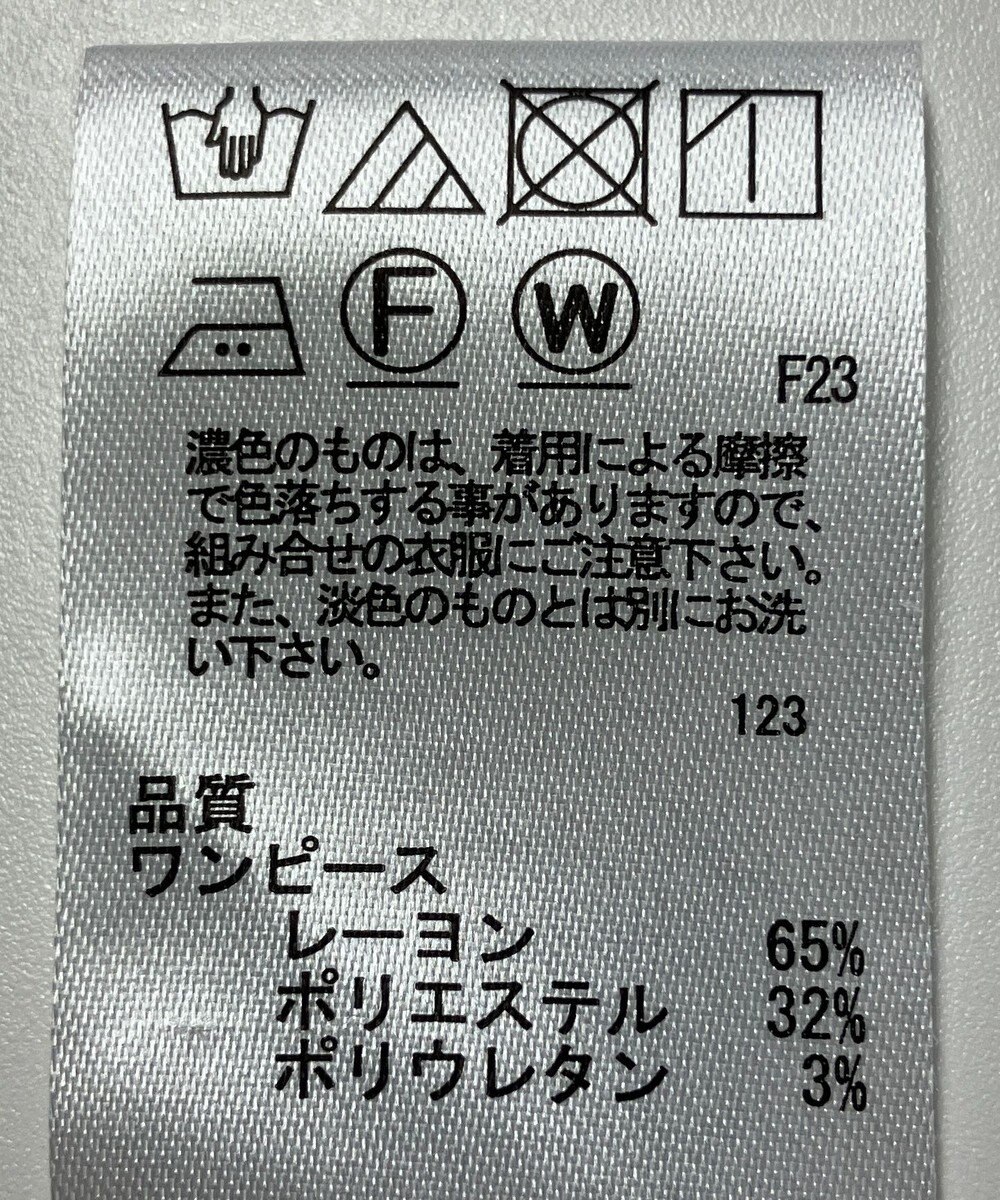 F W
F23
濃色のものは、着用による摩擦
で色落ちする事がありますので、
組み合せの衣服にご注意下さい。
また、淡色のものとは別にお洗
い下さい。
123
品質
ワンピース
レーヨン 65%
ポリエステル 32%
ポリウレタン 3%